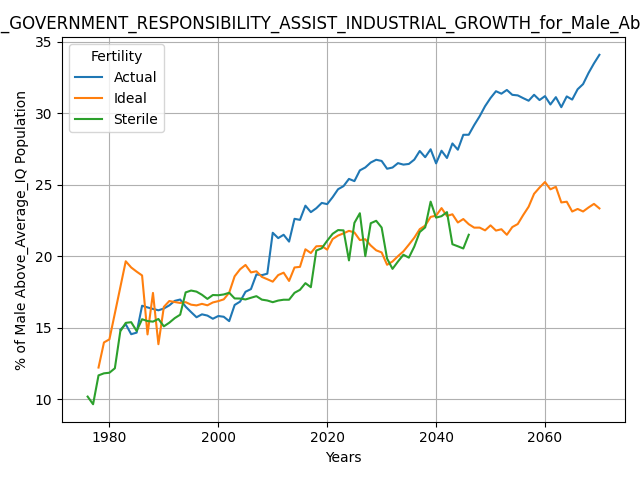 _GOVERNMENT_RESPONSIBILITY_ASSIST_INDUSTRIAL_GROWTH_for_Male_Ab
35
30
25
20
15
10
% of Male Above_Average_IQ Population
Fertility
Actual
Ideal
Sterile
1980
2000
2020
2040
2060
Years